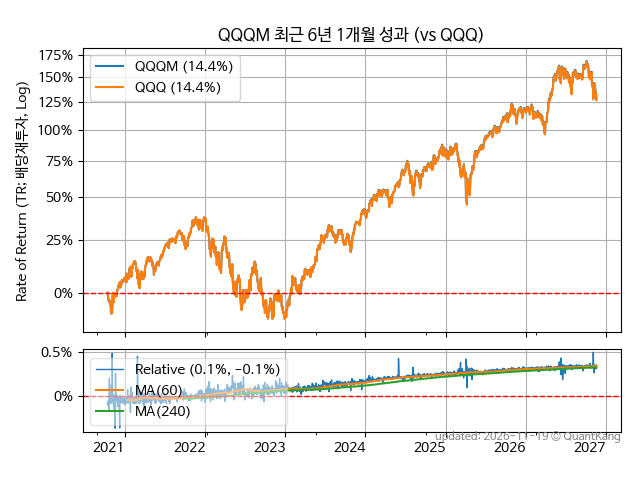 QQQM 최근 6년 1개월 성과 (vs QQQ)
Rate of Return (TR: 배당재투자, Log)
175%
150%
125%
100%
75%
50%
25%
0%
QQQM (14.4%)
QQQ (14.4%)
0.5%
0%
Relative (0.1%, −0.1%)
MA(60)
MA(240)
2021 2022 2023 2024 2025 2026 2027
updated: 2026-11-19 © QuantKang